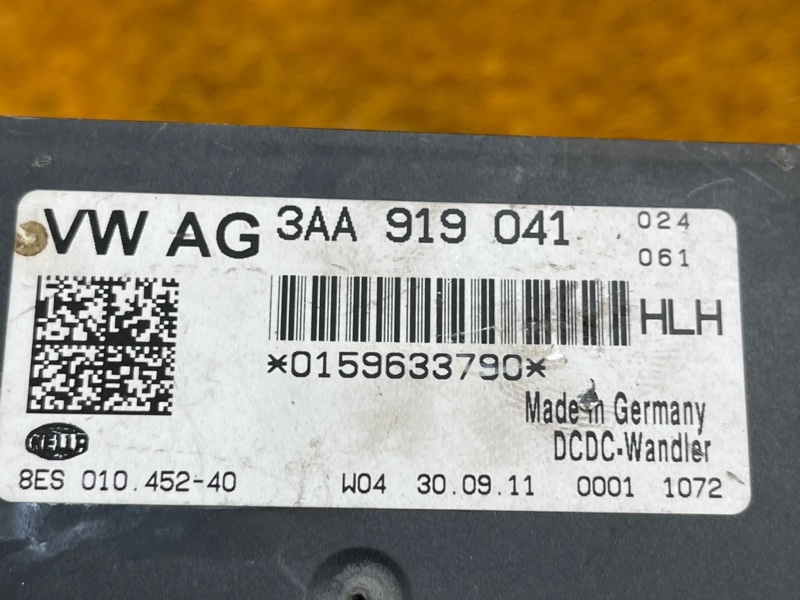 VW AG 3AA 919 041 024
061
HLH
*0159633790*
Made in Germany
DCDC-Wandler
HELLA
8ES 010.452-40 W04 30.09.11 0001 1072